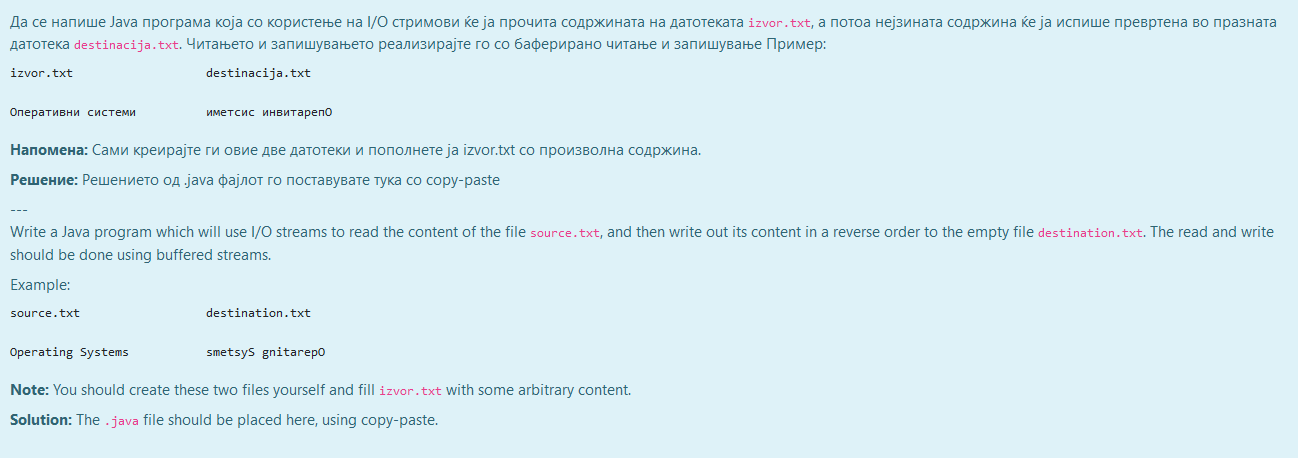 Да се напише Java програма која со користење на I/O стримови ќе ја прочита содржината на датотеката izvor.txt, а потоа нејзината содржина ќе ја испише превртена во празната
датотека destinacija.txt. Читањето и запишувањето реализирајте го со баферирано читање и запишување Пример:
izvor.txt destinacija.txt
Оперативни системи иметсис инвитарепО
Напомена: Сами креирајте ги овие две датотеки и пополнете ја izvor.txt со произволна содржина.
Решение: Решението од .java фајлот го поставувате тука со copy-paste
---
Write a Java program which will use I/O streams to read the content of the file source.txt, and then write out its content in a reverse order to the empty file destination.txt. The read and write
should be done using buffered streams.
Example:
source.txt destination.txt
Operating Systems smetsyS gnitarepO
Note: You should create these two files yourself and fill izvor.txt with some arbitrary content.
Solution: The .java file should be placed here, using copy-paste.